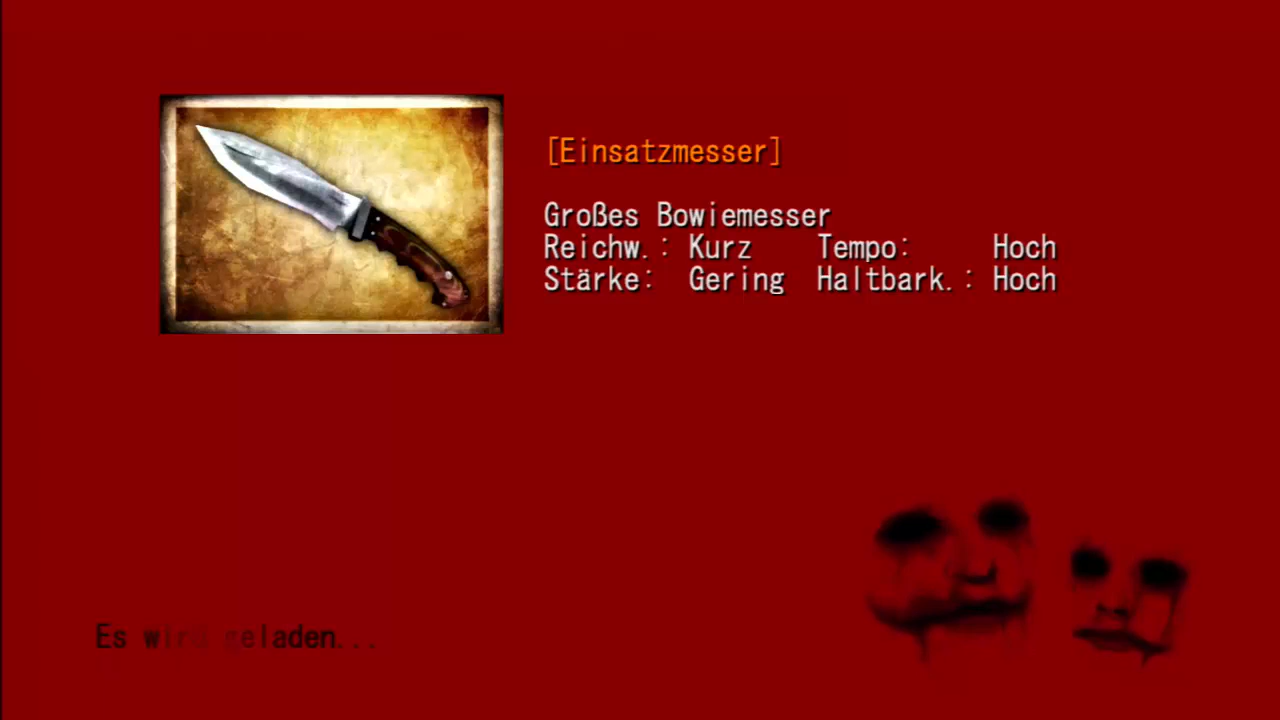 [Einsatzmesser]
Großes Bowiemesser
Reichw.: Kurz Tempo: Hoch
Stärke: Gering Haltbark.: Hoch
Es wird geladen...